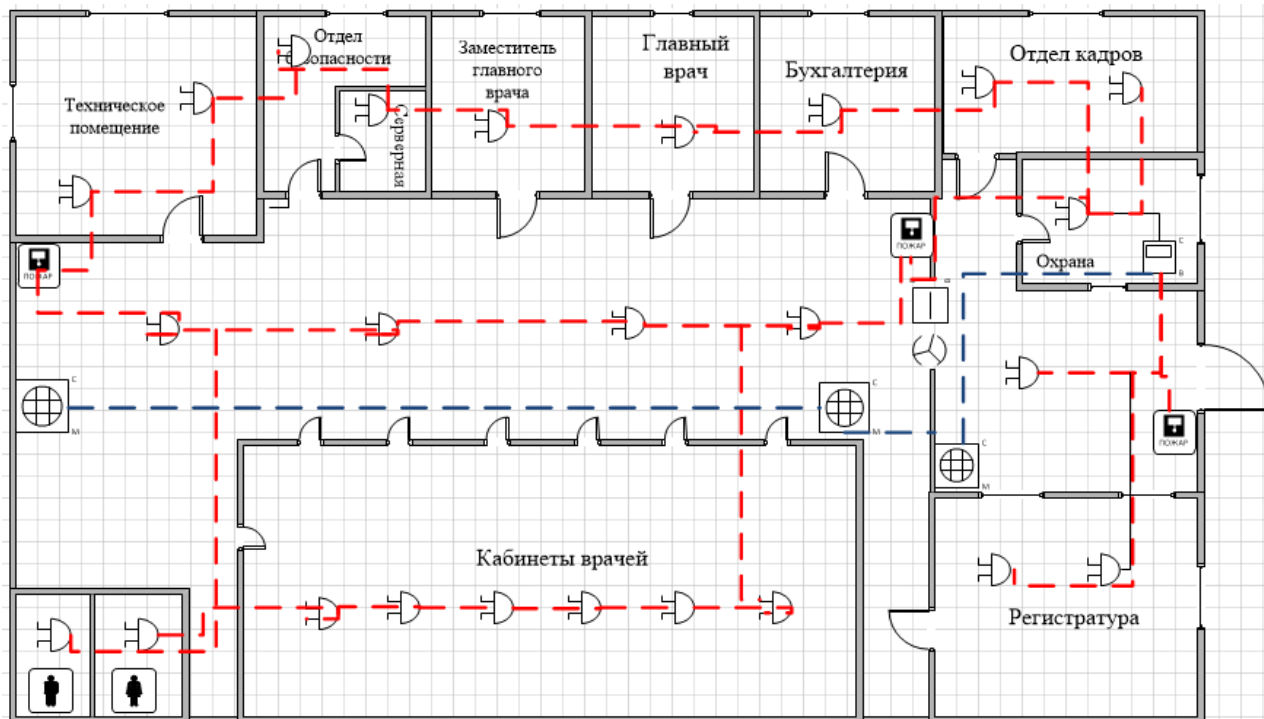 Отдел
безопасности
Заместитель
главного
врача
Главный
врач
Бухгалтерия
Отдел кадров
Техническое
помещение
Серверная
ПОЖАР
ПОЖАР
C
Охрана
B
C
M
C
M
C
M
ПОЖАР
Кабинеты врачей
Регистратура